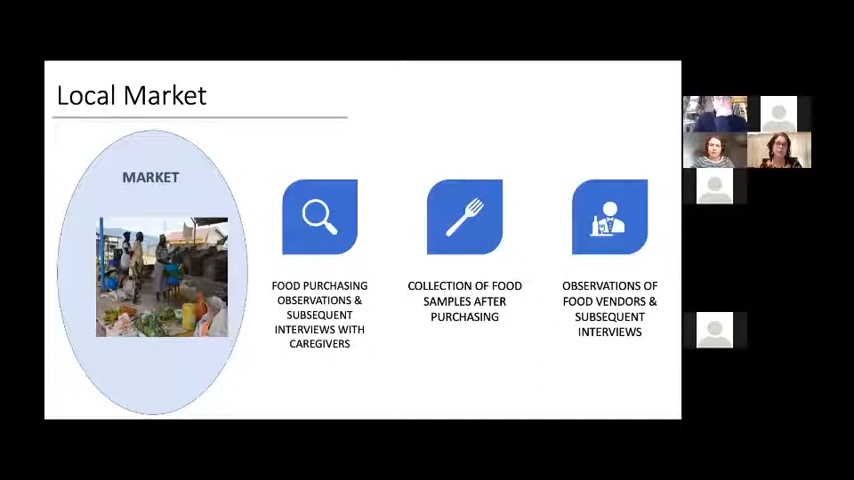 Local Market
MARKET
FOOD PURCHASING
OBSERVATIONS &
SUBSEQUENT
INTERVIEWS WITH
CAREGIVERS
COLLECTION OF FOOD
SAMPLES AFTER
PURCHASING
OBSERVATIONS OF
FOOD VENDORS &
SUBSEQUENT
INTERVIEWS